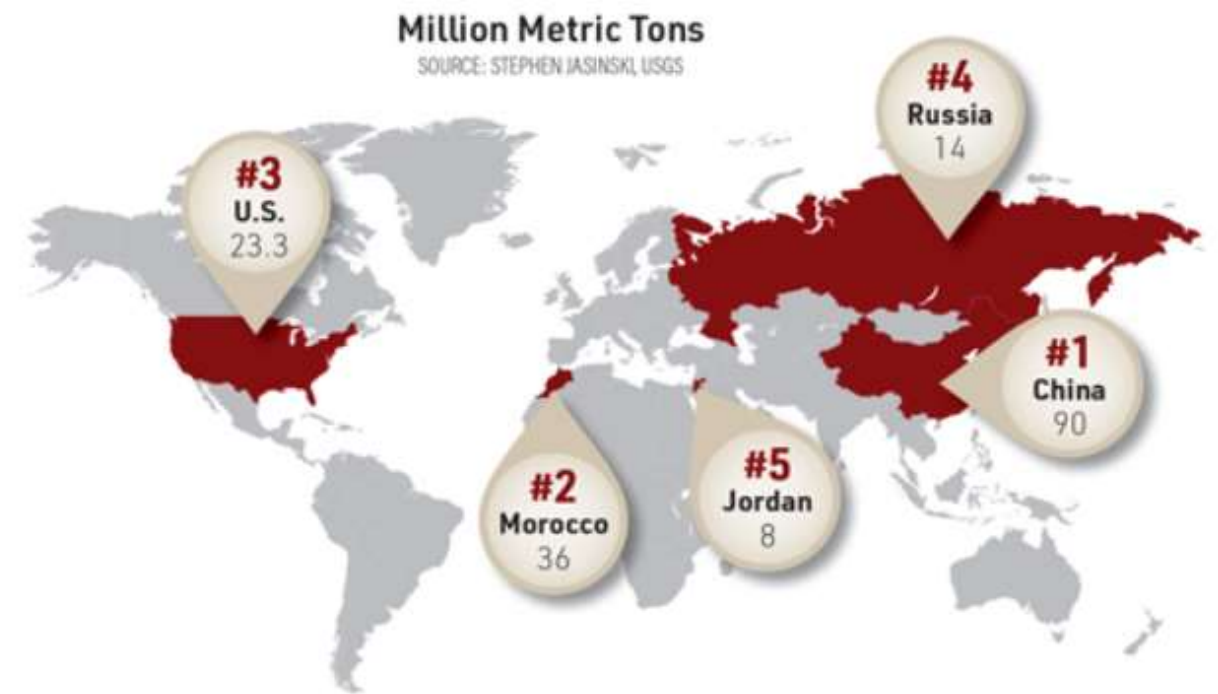 Million Metric Tons
SOURCE: STEPHEN JASINSKI, USGS
#4
Russia
14
#3
U.S.
23.3
#1
China
90
#5
Jordan
8
#2
Morocco
36